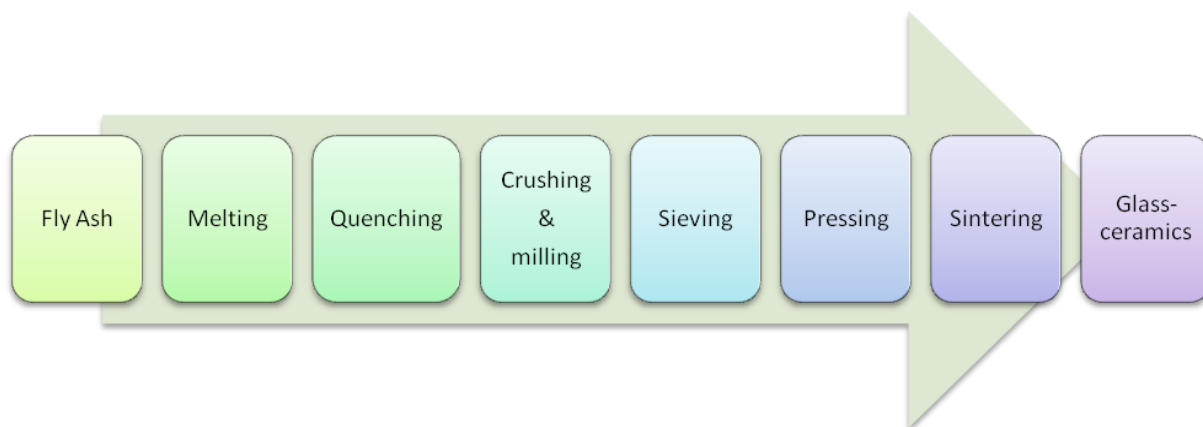 Fly Ash
Melting
Quenching
Crushing
&
milling
Sieving
Pressing
Sintering
Glass-
ceramics